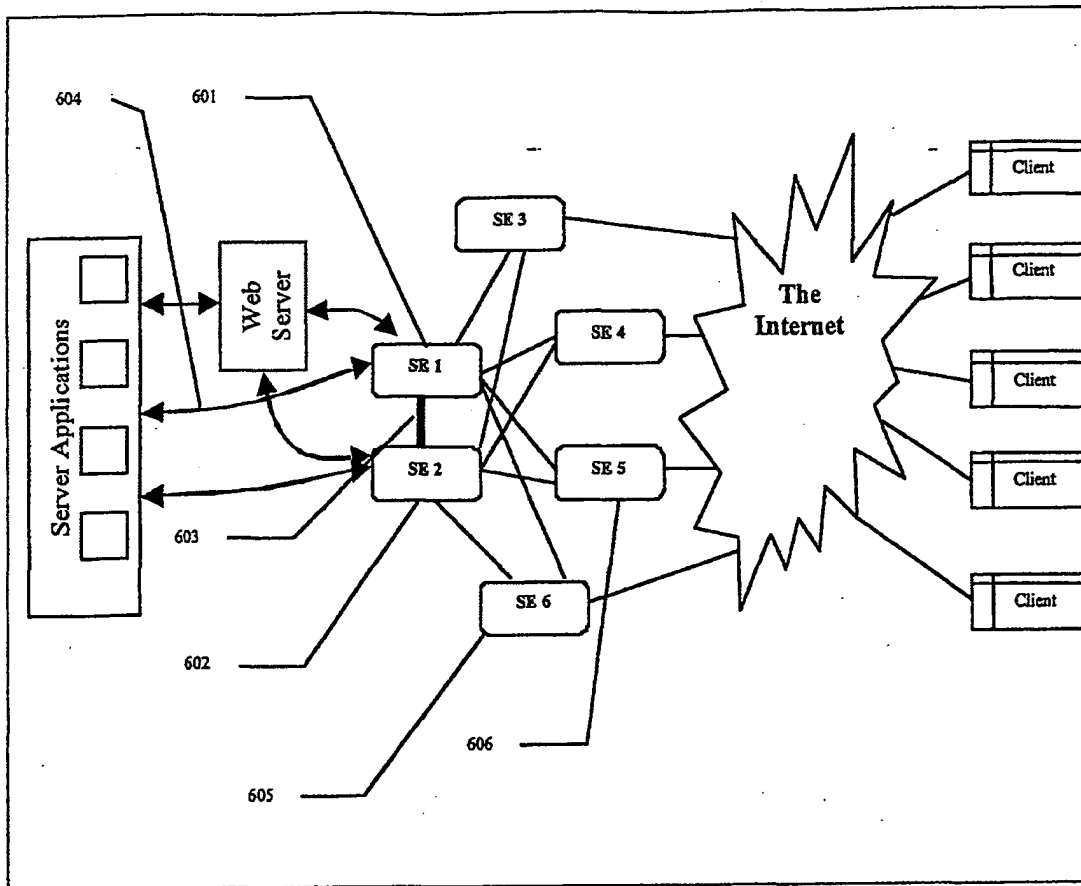 604
601
SE 3
Client
Server Applications
Web
Server
The
Internet
Client
SE 4
SE 1
Client
SE 2
SE 5
Client
603
SE 6
Client
602
606
605